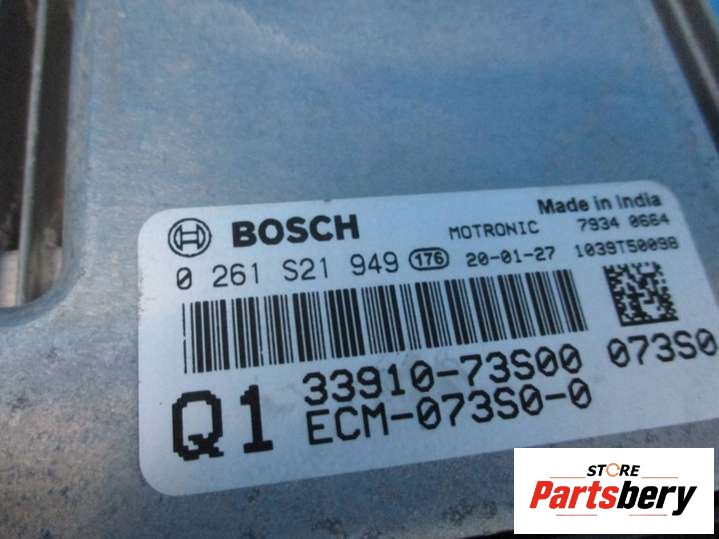 Made in India
BOSCH MOTRONIC 7934 0664
0 261 S21 949 176 20-01-27 1039T50098
33910-73S00 073S0
Q1 ECM-073S0-0
STORE
Partsbery